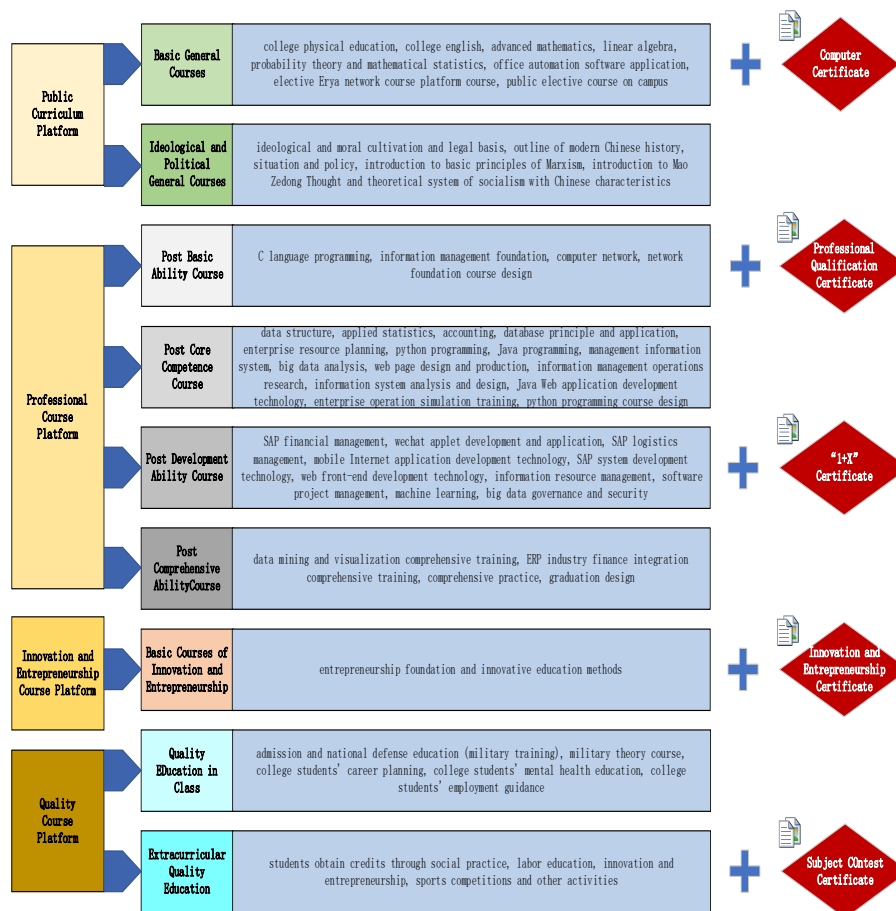 Public
Curriculum
Platform
Basic General
Courses
college physical education, college english, advanced mathematics, linear algebra,
probability theory and mathematical statistics, office automation software application,
elective Erya network course platform course, public elective course on campus
Computer
Certificate
Ideological and
Political
General Courses
ideological and moral cultivation and legal basis, outline of modern Chinese history,
situation and policy, introduction to basic principles of Marxism, introduction to Mao
Zedong Thought and theoretical system of socialism with Chinese characteristics
Professional
Course
Platform
Post Basic
Ability Course
C language programming, information management foundation, computer network, network
foundation course design
Professional
Qualification
Certificate
Post Core
Competence
Course
data structure, applied statistics, accounting, database principle and application,
enterprise resource planning, python programming, Java programming, management information
system, big data analysis, web page design and production, information management operations
research, information system analysis and design, Java Web application development
technology, enterprise operation simulation training, python programming course design
Post Development
Ability Course
SAP financial management, wechat applet development and application, SAP logistics
management, mobile Internet application development technology, SAP system development
technology, web front-end development technology, information resource management, software
project management, machine learning, big data governance and security
“1+X”
Certificate
Post
Comprehensive
AbilityCourse
data mining and visualization comprehensive training, ERP industry finance integration
comprehensive training, comprehensive practice, graduation design
Innovation and
Entrepreneurship
Course Platform
Basic Courses of
Innovation and
Entrepreneurship
entrepreneurship foundation and innovative education methods
Innovation and
Entrepreneurship
Certificate
Quality
Course
Platform
Quality
EDucation in
Class
admission and national defense education (military training), military theory course,
college students' career planning, college students' mental health education, college
students' employment guidance
Extracurricular
Quality
Education
students obtain credits through social practice, labor education, innovation and
entrepreneurship, sports competitions and other activities
Subject COntest
Certificate